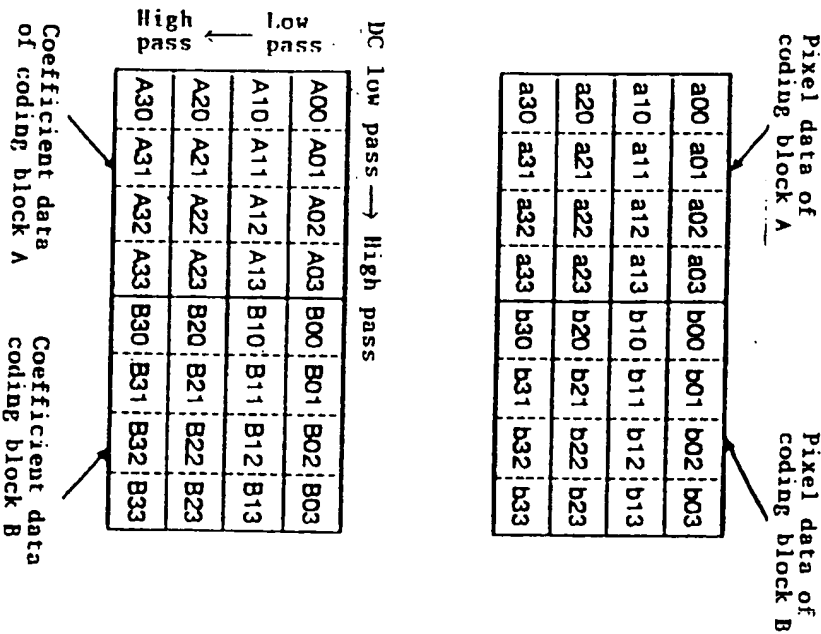 Pixel data of
coding block A
Pixel data of
coding block B
a00 a01 a02 a03 b00 b01 b02 b03
a10 a11 a12 a13 b10 b11 b12 b13
a20 a21 a22 a23 b20 b21 b22 b23
a30 a31 a32 a33 b30 b31 b32 b33
DC low pass → High pass
Low
pass
High
pass
A00 A01 A02 A03 B00 B01 B02 B03
A10 A11 A12 A13 B10 B11 B12 B13
A20 A21 A22 A23 B20 B21 B22 B23
A30 A31 A32 A33 B30 B31 B32 B33
Coefficient data
of coding block A
Coefficient data
coding block B